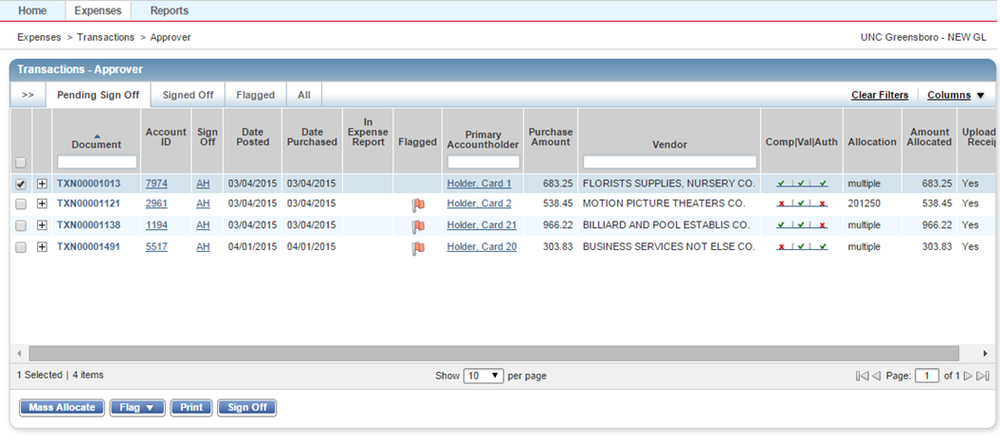 Home Expenses Reports
Expenses > Transactions > Approver UNC Greensboro - NEW GL
Transactions - Approver
>> Pending Sign Off Signed Off Flagged All Clear Filters Columns
Document Account ID Sign Off Date Posted Date Purchased In Expense Report Flagged Primary Accountholder Purchase Amount Vendor Comp|Val|Auth Allocation Amount Allocated Upload Receip
TXN00001013 7974 AH 03/04/2015 03/04/2015 Holder, Card 1 683.25 FLORISTS SUPPLIES, NURSERY CO. multiple 683.25 Yes
TXN00001121 2961 AH 03/04/2015 03/04/2015 Holder, Card 2 538.45 MOTION PICTURE THEATERS CO. 201250 538.45 Yes
TXN00001138 1194 AH 03/04/2015 03/04/2015 Holder, Card 21 966.22 BILLIARD AND POOL ESTABLIS CO. multiple 966.22 Yes
TXN00001491 5517 AH 04/01/2015 04/01/2015 Holder, Card 20 303.83 BUSINESS SERVICES NOT ELSE CO. multiple 303.83 Yes
1 Selected | 4 items Show 10 per page Page: 1 of 1
Mass Allocate Flag Print Sign Off